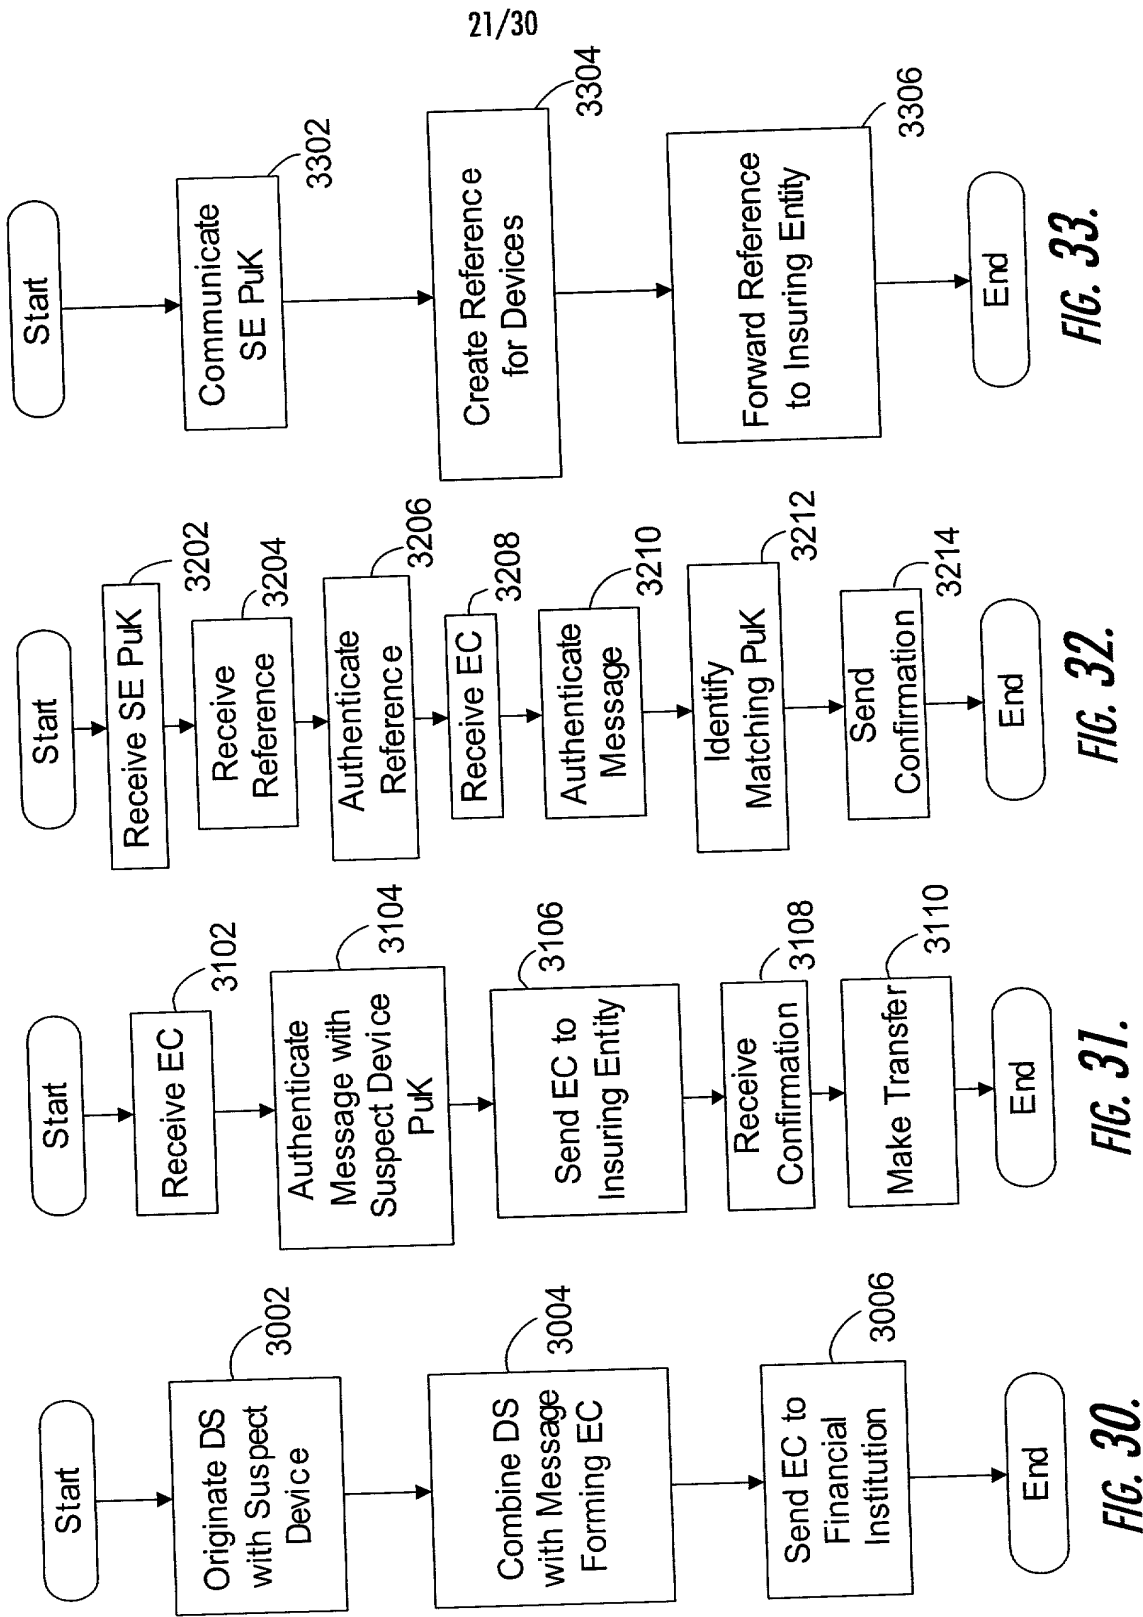 21/30
Start
Originate DS
with Suspect
Device
3002
Combine DS
with Message
Forming EC
3004
Send EC to
Financial
Institution
3006
End
FIG. 30.
Start
Receive EC
3102
Authenticate
Message with
Suspect Device
PuK
3104
Send EC to
Insuring Entity
3106
Receive
Confirmation
3108
Make Transfer
3110
End
FIG. 31.
Start
Receive SE PuK
3202
Receive
Reference
3204
Authenticate
Reference
3206
Receive EC
3208
Authenticate
Message
3210
Identify
Matching PuK
3212
Send
Confirmation
3214
End
FIG. 32.
Start
Communicate
SE PuK
3302
Create Reference
for Devices
3304
Forward Reference
to Insuring Entity
3306
End
FIG. 33.